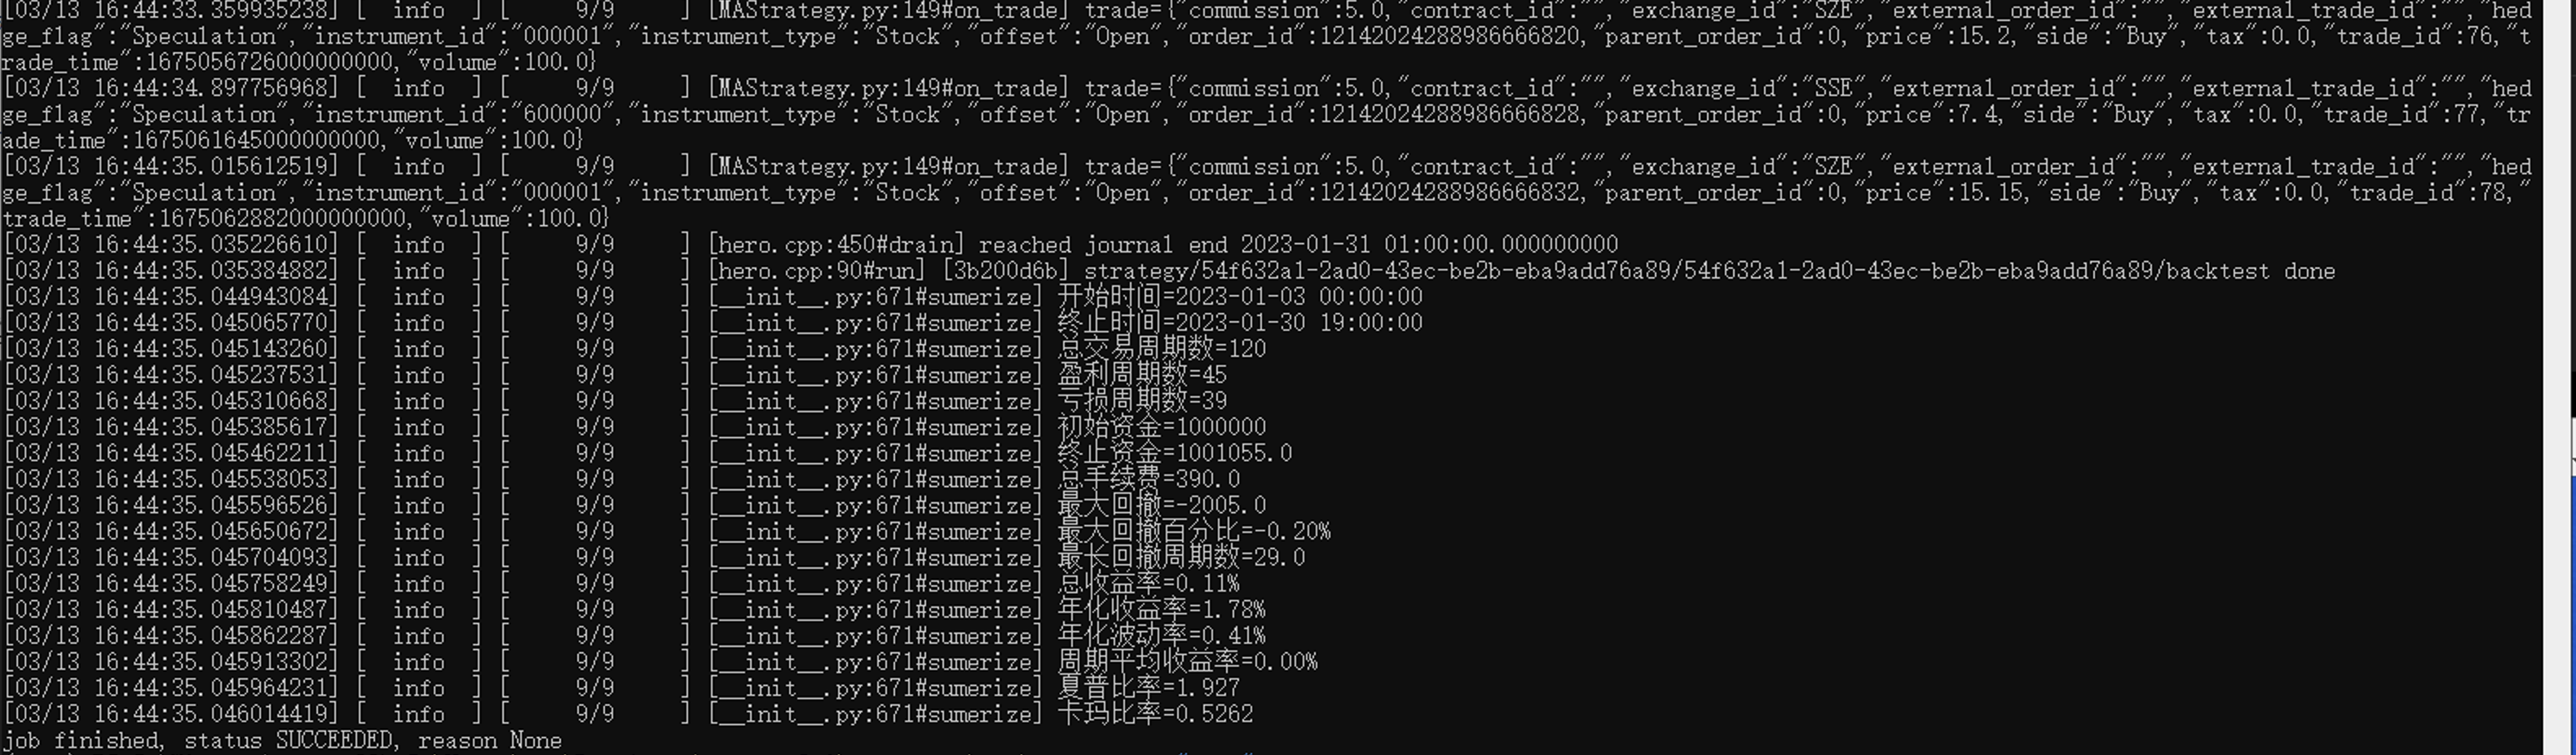 [03/13 16:44:33.359935238] [  info  ] [     9/9     ] [MAStrategy.py:149#on_trade] trade={"commission":5.0,"contract_id":"","exchange_id":"SZE","external_order_id":"","external_trade_id":"","hed
ge_flag":"Speculation","instrument_id":"000001","instrument_type":"Stock","offset":"Open","order_id":12142024288986666820,"parent_order_id":0,"price":15.2,"side":"Buy","tax":0.0,"trade_id":76,"t
rade_time":1675056726000000000,"volume":100.0}
[03/13 16:44:34.897756968] [  info  ] [     9/9     ] [MAStrategy.py:149#on_trade] trade={"commission":5.0,"contract_id":"","exchange_id":"SSE","external_order_id":"","external_trade_id":"","hed
ge_flag":"Speculation","instrument_id":"600000","instrument_type":"Stock","offset":"Open","order_id":12142024288986666828,"parent_order_id":0,"price":7.4,"side":"Buy","tax":0.0,"trade_id":77,"tr
ade_time":1675061645000000000,"volume":100.0}
[03/13 16:44:35.015612519] [  info  ] [     9/9     ] [MAStrategy.py:149#on_trade] trade={"commission":5.0,"contract_id":"","exchange_id":"SZE","external_order_id":"","external_trade_id":"","hed
ge_flag":"Speculation","instrument_id":"000001","instrument_type":"Stock","offset":"Open","order_id":12142024288986666832,"parent_order_id":0,"price":15.15,"side":"Buy","tax":0.0,"trade_id":78,"
trade_time":1675062882000000000,"volume":100.0}
[03/13 16:44:35.035226610] [  info  ] [     9/9     ] [hero.cpp:450#drain] reached journal end 2023-01-31 01:00:00.000000000
[03/13 16:44:35.035384882] [  info  ] [     9/9     ] [hero.cpp:90#run] [3b200d6b] strategy/54f632a1-2ad0-43ec-be2b-eba9add76a89/54f632a1-2ad0-43ec-be2b-eba9add76a89/backtest done
[03/13 16:44:35.044943084] [  info  ] [     9/9     ] [__init__.py:671#sumerize] 开始时间=2023-01-03 00:00:00
[03/13 16:44:35.045065770] [  info  ] [     9/9     ] [__init__.py:671#sumerize] 终止时间=2023-01-30 19:00:00
[03/13 16:44:35.045143260] [  info  ] [     9/9     ] [__init__.py:671#sumerize] 总交易周期数=120
[03/13 16:44:35.045237531] [  info  ] [     9/9     ] [__init__.py:671#sumerize] 盈利周期数=45
[03/13 16:44:35.045310668] [  info  ] [     9/9     ] [__init__.py:671#sumerize] 亏损周期数=39
[03/13 16:44:35.045385617] [  info  ] [     9/9     ] [__init__.py:671#sumerize] 初始资金=1000000
[03/13 16:44:35.045462211] [  info  ] [     9/9     ] [__init__.py:671#sumerize] 终止资金=1001055.0
[03/13 16:44:35.045538053] [  info  ] [     9/9     ] [__init__.py:671#sumerize] 总手续费=390.0
[03/13 16:44:35.045596526] [  info  ] [     9/9     ] [__init__.py:671#sumerize] 最大回撤=-2005.0
[03/13 16:44:35.045650672] [  info  ] [     9/9     ] [__init__.py:671#sumerize] 最大回撤百分比=-0.20%
[03/13 16:44:35.045704093] [  info  ] [     9/9     ] [__init__.py:671#sumerize] 最长回撤周期数=29.0
[03/13 16:44:35.045758249] [  info  ] [     9/9     ] [__init__.py:671#sumerize] 总收益率=0.11%
[03/13 16:44:35.045810487] [  info  ] [     9/9     ] [__init__.py:671#sumerize] 年化收益率=1.78%
[03/13 16:44:35.045862287] [  info  ] [     9/9     ] [__init__.py:671#sumerize] 年化波动率=0.41%
[03/13 16:44:35.045913302] [  info  ] [     9/9     ] [__init__.py:671#sumerize] 周期平均收益率=0.00%
[03/13 16:44:35.045964231] [  info  ] [     9/9     ] [__init__.py:671#sumerize] 夏普比率=1.927
[03/13 16:44:35.046014419] [  info  ] [     9/9     ] [__init__.py:671#sumerize] 卡玛比率=0.5262
job finished, status SUCCEEDED, reason None